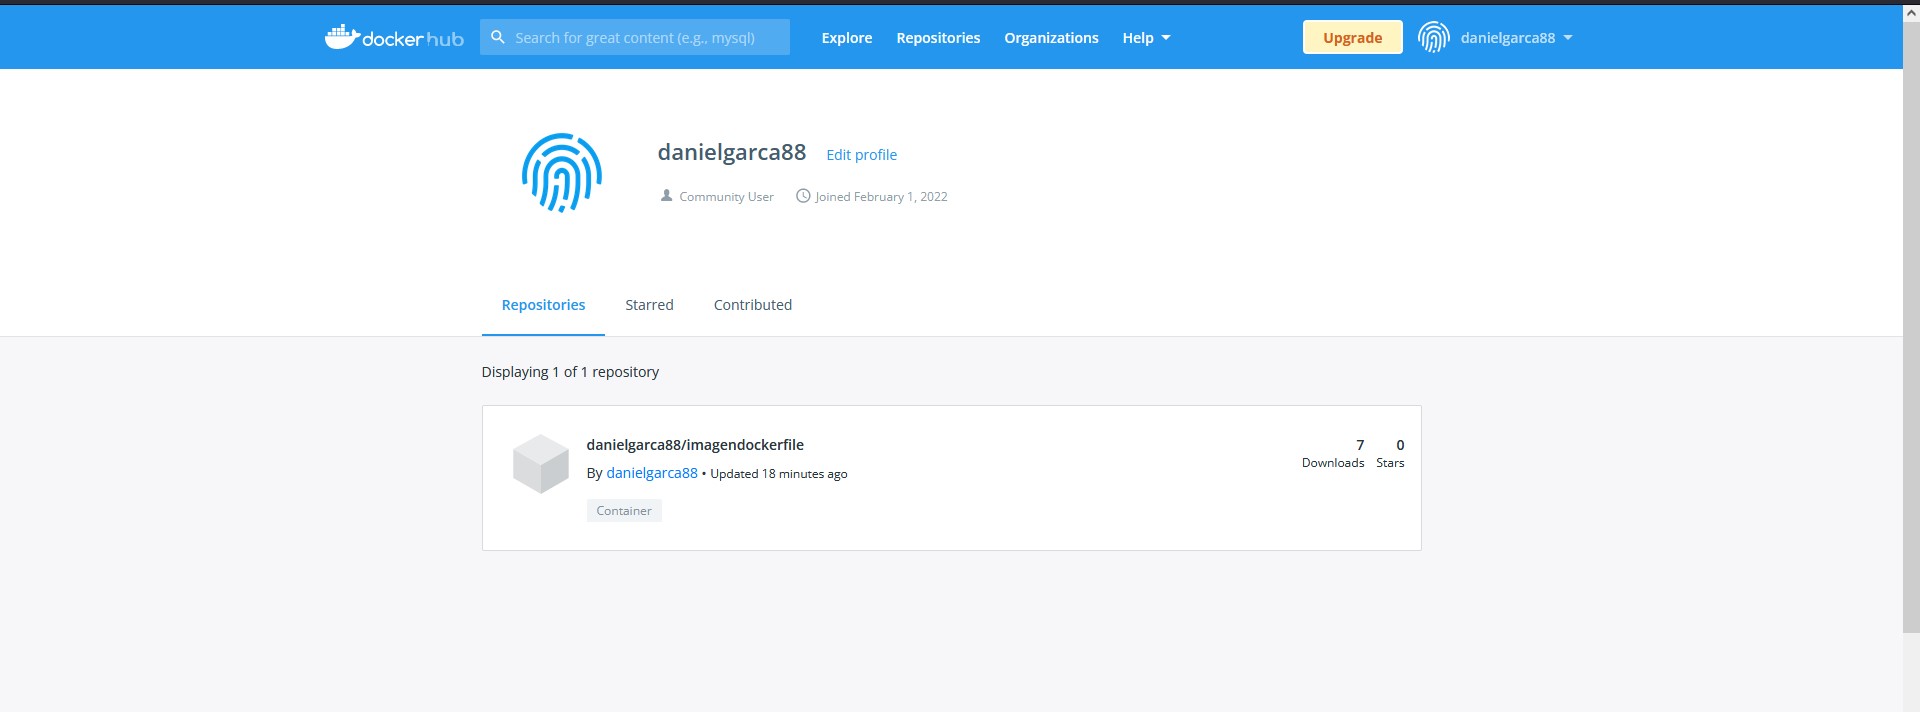 docker hub Search for great content (e.g., mysql) Explore Repositories Organizations Help Upgrade danielgarca88
danielgarca88 Edit profile
Community User Joined February 1, 2022
Repositories Starred Contributed
Displaying 1 of 1 repository
danielgarca88/imagendockerfile 7 0
By danielgarca88 • Updated 18 minutes ago Downloads Stars
Container